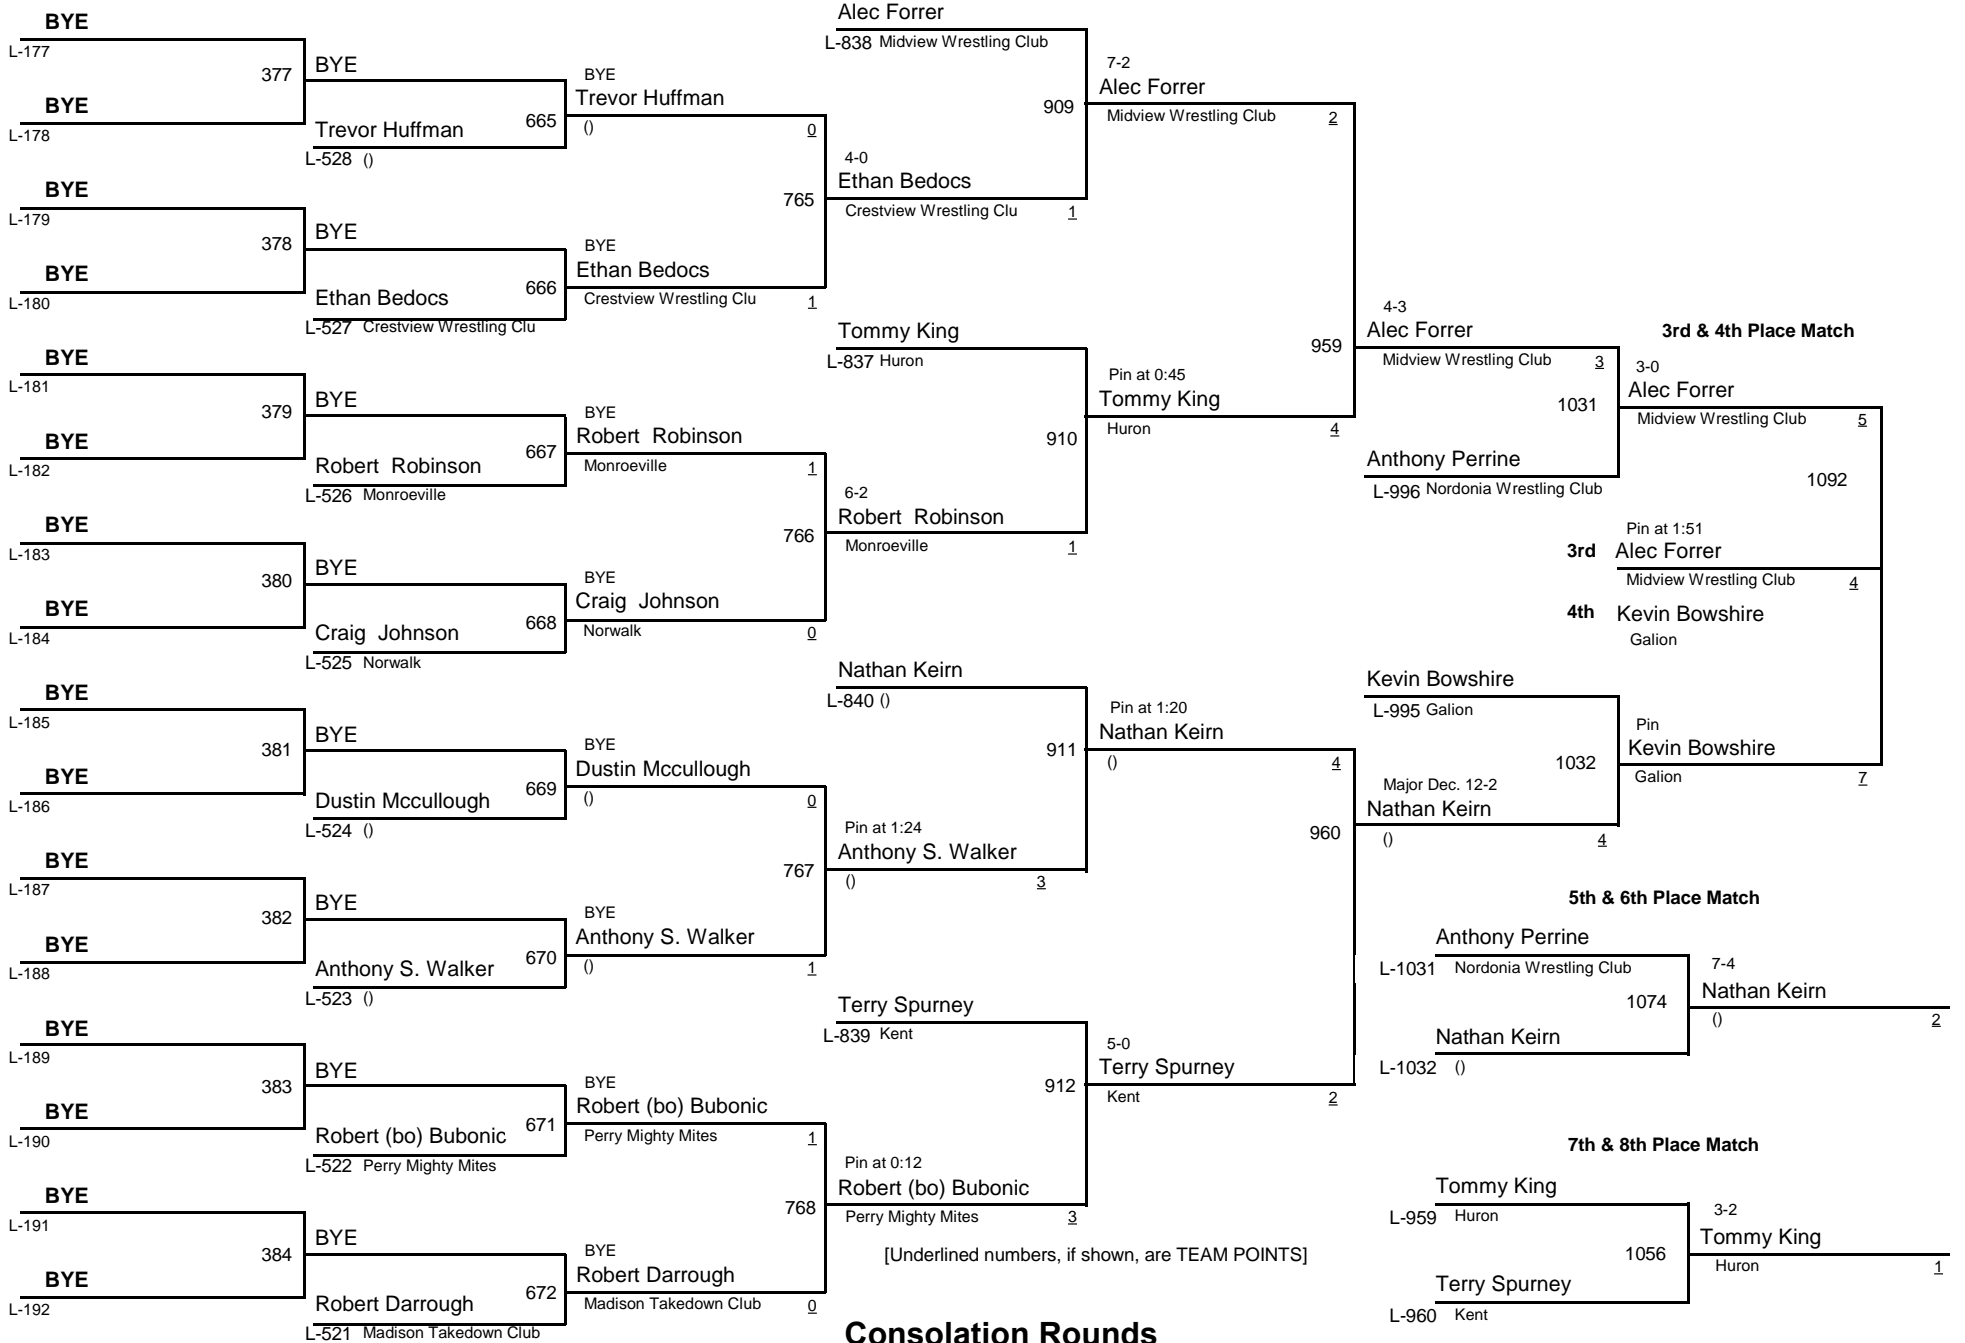 BYE
L-177
377
BYE
L-178
BYE
Trevor Huffman
L-528 ()
665
BYE
L-179
378
BYE
L-180
BYE
Ethan Bedocs
L-527 Crestview Wrestling Clu
666
BYE
L-181
379
BYE
L-182
BYE
Robert Robinson
L-526 Monroeville
667
BYE
L-183
380
BYE
L-184
BYE
Craig Johnson
L-525 Norwalk
668
BYE
L-185
381
BYE
L-186
BYE
Dustin Mccullough
L-524 ()
669
BYE
L-187
382
BYE
L-188
BYE
Anthony S. Walker
L-523 ()
670
BYE
L-189
383
BYE
L-190
BYE
Robert (bo) Bubonic
L-522 Perry Mighty Mites
671
BYE
L-191
384
BYE
L-192
BYE
Robert Darrough
L-521 Madison Takedown Club
672
BYE
Trevor Huffman
()
0
765
BYE
Ethan Bedocs
Crestview Wrestling Clu
1
BYE
Robert Robinson
Monroeville
1
766
BYE
Craig Johnson
Norwalk
0
BYE
Dustin Mccullough
()
0
767
BYE
Anthony S. Walker
()
1
BYE
Robert (bo) Bubonic
Perry Mighty Mites
1
768
BYE
Robert Darrough
Madison Takedown Club
0
Alec Forrer
L-838 Midview Wrestling Club
909
4-0
Ethan Bedocs
Crestview Wrestling Clu
1
Tommy King
L-837 Huron
910
6-2
Robert Robinson
Monroeville
1
Nathan Keirn
L-840 ()
911
Pin at 1:24
Anthony S. Walker
()
3
Terry Spurney
L-839 Kent
912
Pin at 0:12
Robert (bo) Bubonic
Perry Mighty Mites
3
[Underlined numbers, if shown, are TEAM POINTS]
Consolation Rounds
7-2
Alec Forrer
Midview Wrestling Club
2
959
Pin at 0:45
Tommy King
Huron
4
Pin at 1:20
Nathan Keirn
()
4
960
5-0
Terry Spurney
Kent
2
4-3
Alec Forrer
Midview Wrestling Club
3
1031
Anthony Perrine
L-996 Nordonia Wrestling Club
Kevin Bowshire
L-995 Galion
1032
Major Dec. 12-2
Nathan Keirn
()
4
3rd & 4th Place Match
3-0
Alec Forrer
Midview Wrestling Club
5
1092
Pin at 1:51
3rd Alec Forrer
Midview Wrestling Club
4
4th Kevin Bowshire
Galion
Pin
Kevin Bowshire
Galion
7
5th & 6th Place Match
Anthony Perrine
L-1031 Nordonia Wrestling Club
1074
Nathan Keirn
L-1032 ()
7-4
Nathan Keirn
()
2
7th & 8th Place Match
Tommy King
L-959 Huron
1056
Terry Spurney
L-960 Kent
3-2
Tommy King
Huron
1